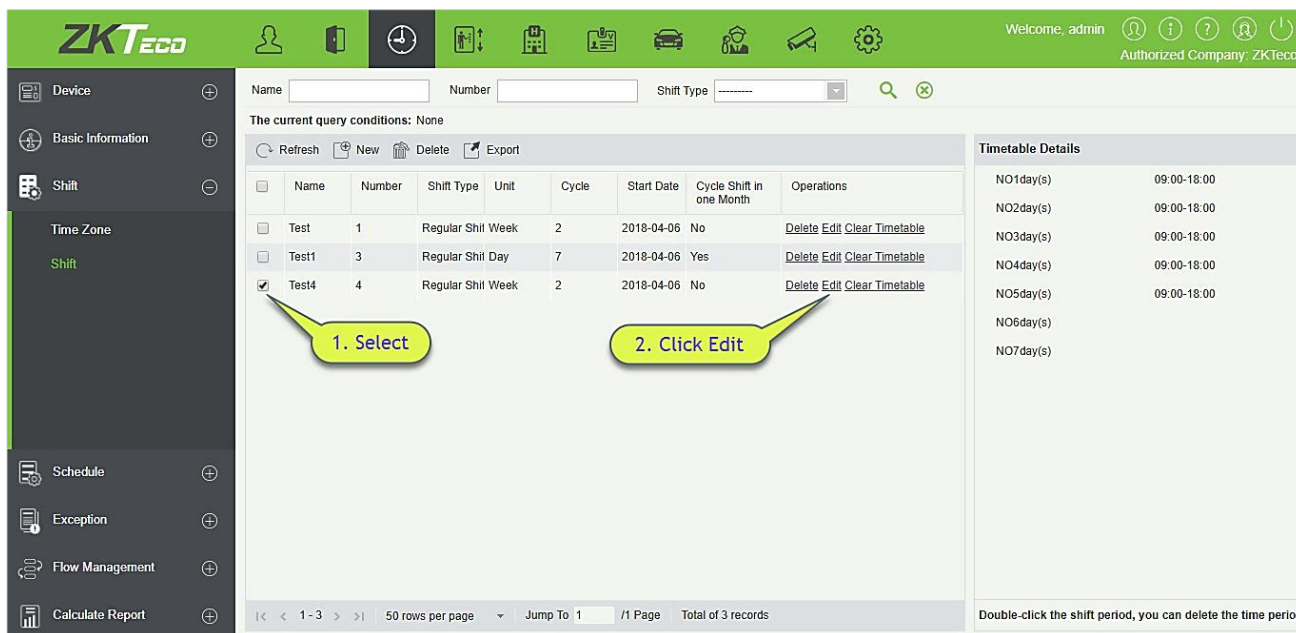 ZKTECO
Welcome, admin
Authorized Company: ZKTeco
Device
Basic Information
Shift
Time Zone
Shift
Schedule
Exception
Flow Management
Calculate Report
Name Number Shift Type ---------
The current query conditions: None
Refresh New Delete Export
Name Number Shift Type Unit Cycle Start Date Cycle Shift in one Month Operations
Test 1 Regular Shif Week 2 2018-04-06 No Delete Edit Clear Timetable
Test1 3 Regular Shif Day 7 2018-04-06 Yes Delete Edit Clear Timetable
Test4 4 Regular Shif Week 2 2018-04-06 No Delete Edit Clear Timetable
1. Select
2. Click Edit
1-3 50 rows per page Jump To 1 /1 Page Total of 3 records
Timetable Details
NO1day(s) 09:00-18:00
NO2day(s) 09:00-18:00
NO3day(s) 09:00-18:00
NO4day(s) 09:00-18:00
NO5day(s) 09:00-18:00
NO6day(s)
NO7day(s)
Double-click the shift period, you can delete the time perio